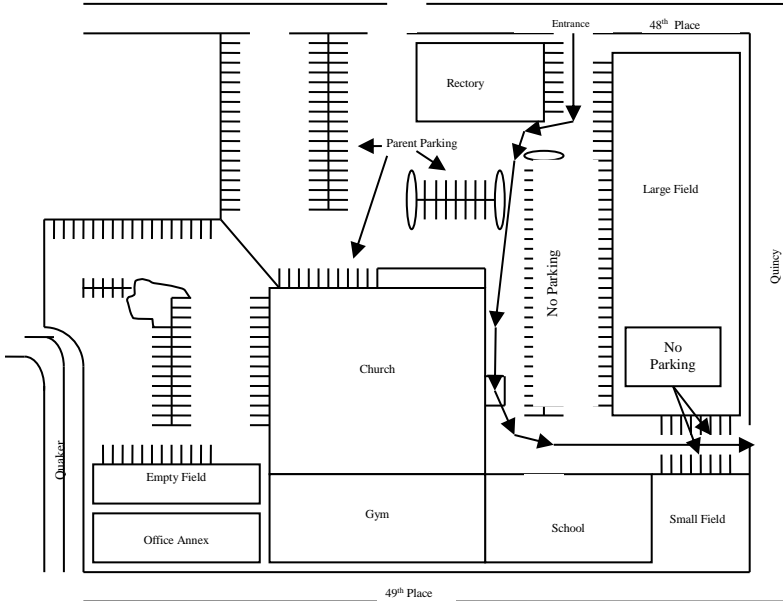 Entrance
48th Place
Rectory
Parent Parking
Large Field
No Parking
Quincy
No
Parking
Church
Quaker
Empty Field
Gym
School
Small Field
Office Annex
49th Place